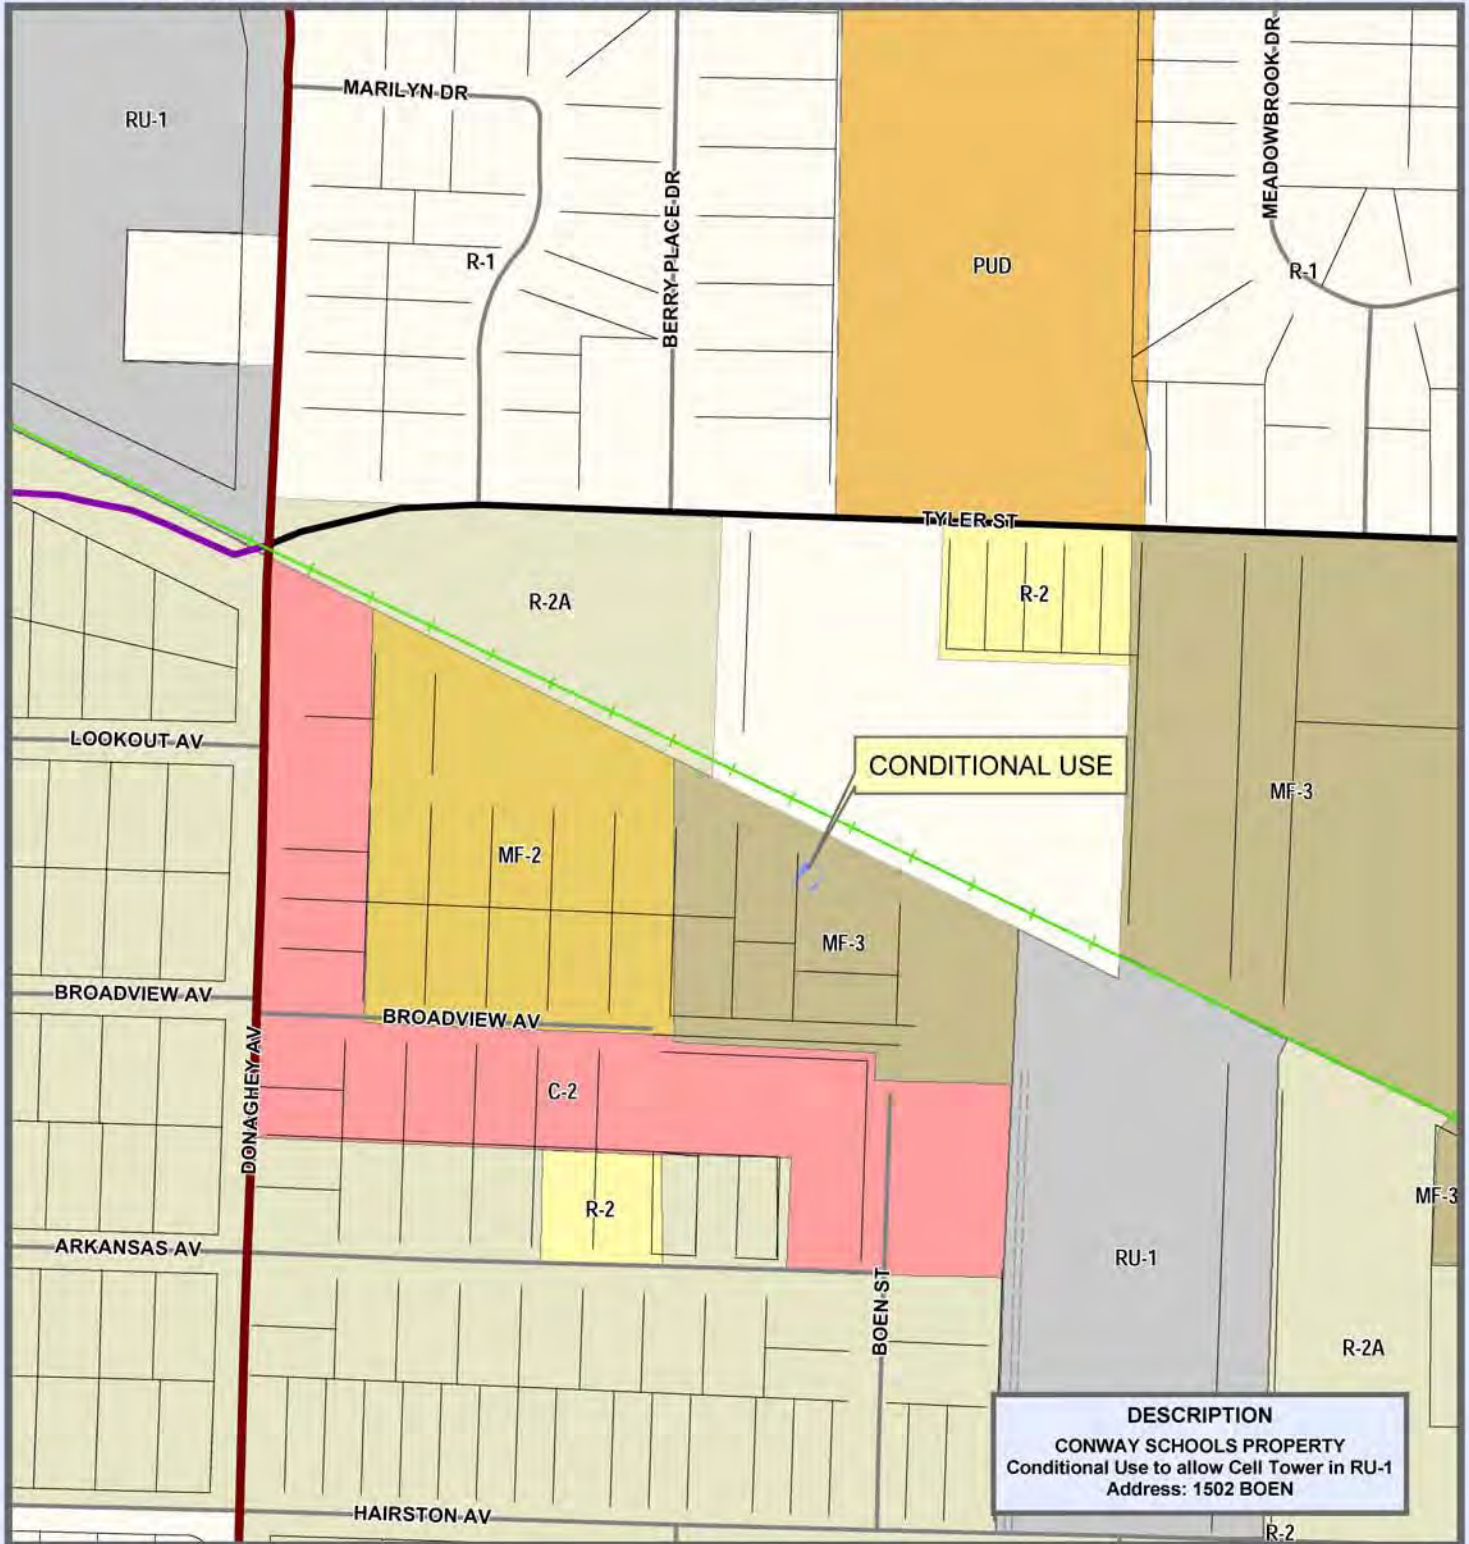 MEADOWBROOK DR
MARILYN DR
RU-1
BERRY PLACE DR
R-1
PUD
R-1
TYLER ST
R-2
R-2A
LOOKOUT AV
CONDITIONAL USE
MF-3
MF-2
MF-3
BROADVIEW AV
BROADVIEW AV
DONAGHEY AV
C-2
MF-3
R-2
ARKANSAS AV
RU-1
BOEN ST
R-2A
DESCRIPTION
CONWAY SCHOOLS PROPERTY
Conditional Use to allow Cell Tower in RU-1
Address: 1502 BOEN
HAIRSTON AV
R-2